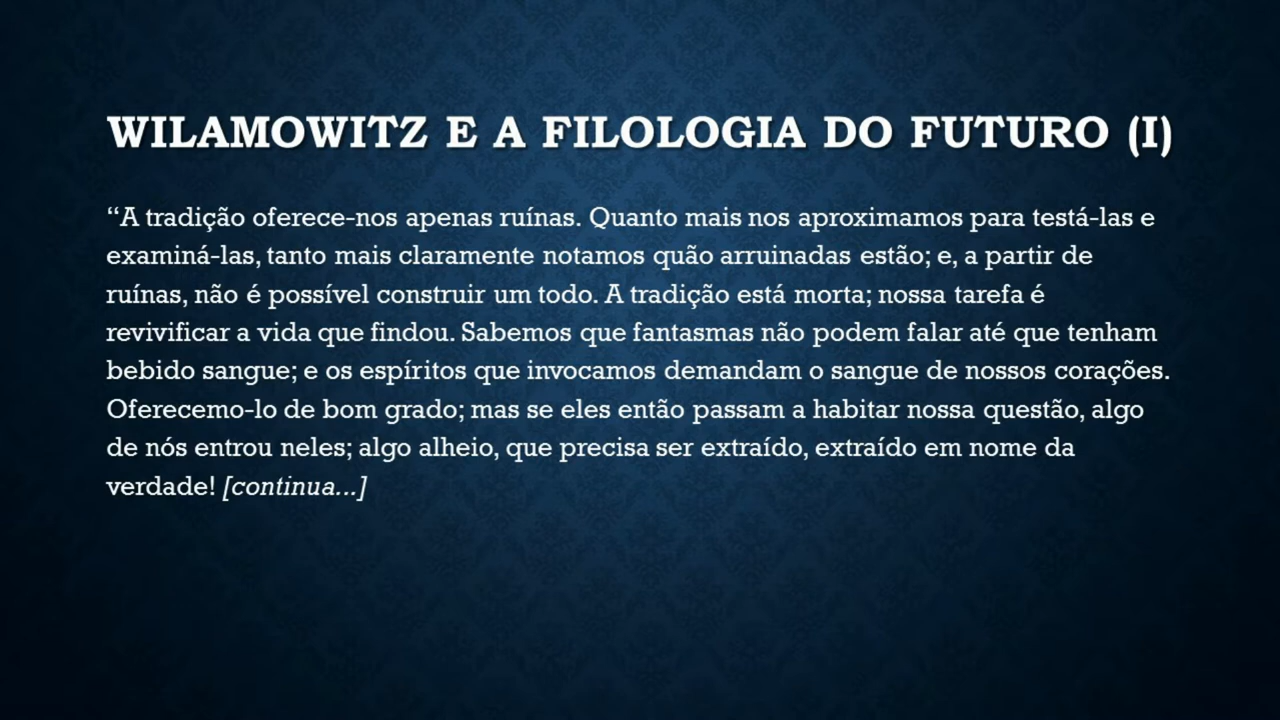 WILAMOWITZ E A FILOLOGIA DO FUTURO (I)
“A tradição oferece-nos apenas ruínas. Quanto mais nos aproximamos para testá-las e
examiná-las, tanto mais claramente notamos quão arruinadas estão; e, a partir de
ruínas, não é possível construir um todo. A tradição está morta; nossa tarefa é
revivificar a vida que findou. Sabemos que fantasmas não podem falar até que tenham
bebido sangue; e os espíritos que invocamos demandam o sangue de nossos corações.
Oferecemo-lo de bom grado; mas se eles então passam a habitar nossa questão, algo
de nós entrou neles; algo alheio, que precisa ser extraído, extraído em nome da
verdade! [continua...]